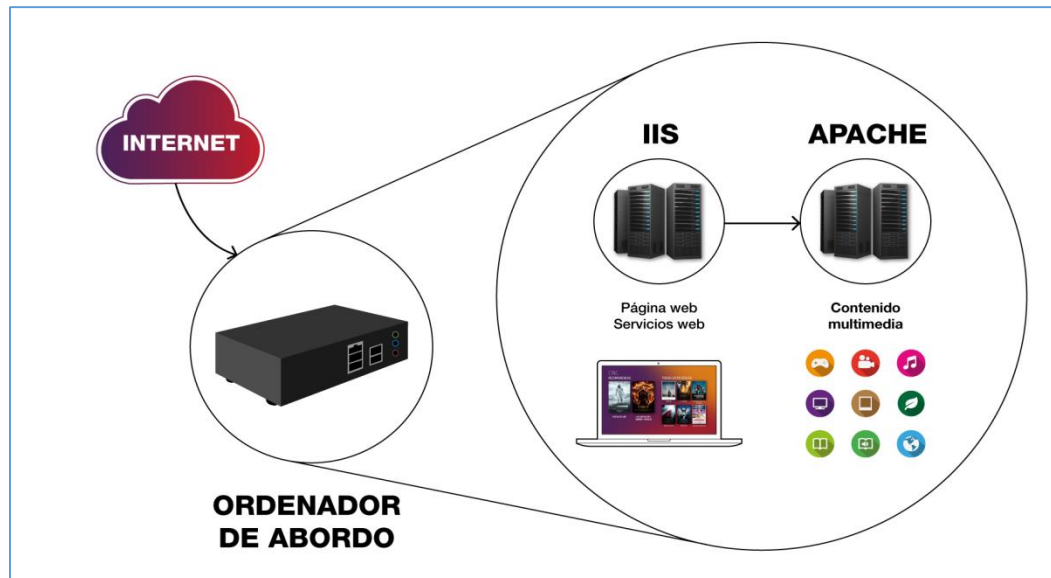 INTERNET
IIS
APACHE
Página web
Servicios web
Contenido
multimedia
ORDENADOR
DE ABORDO